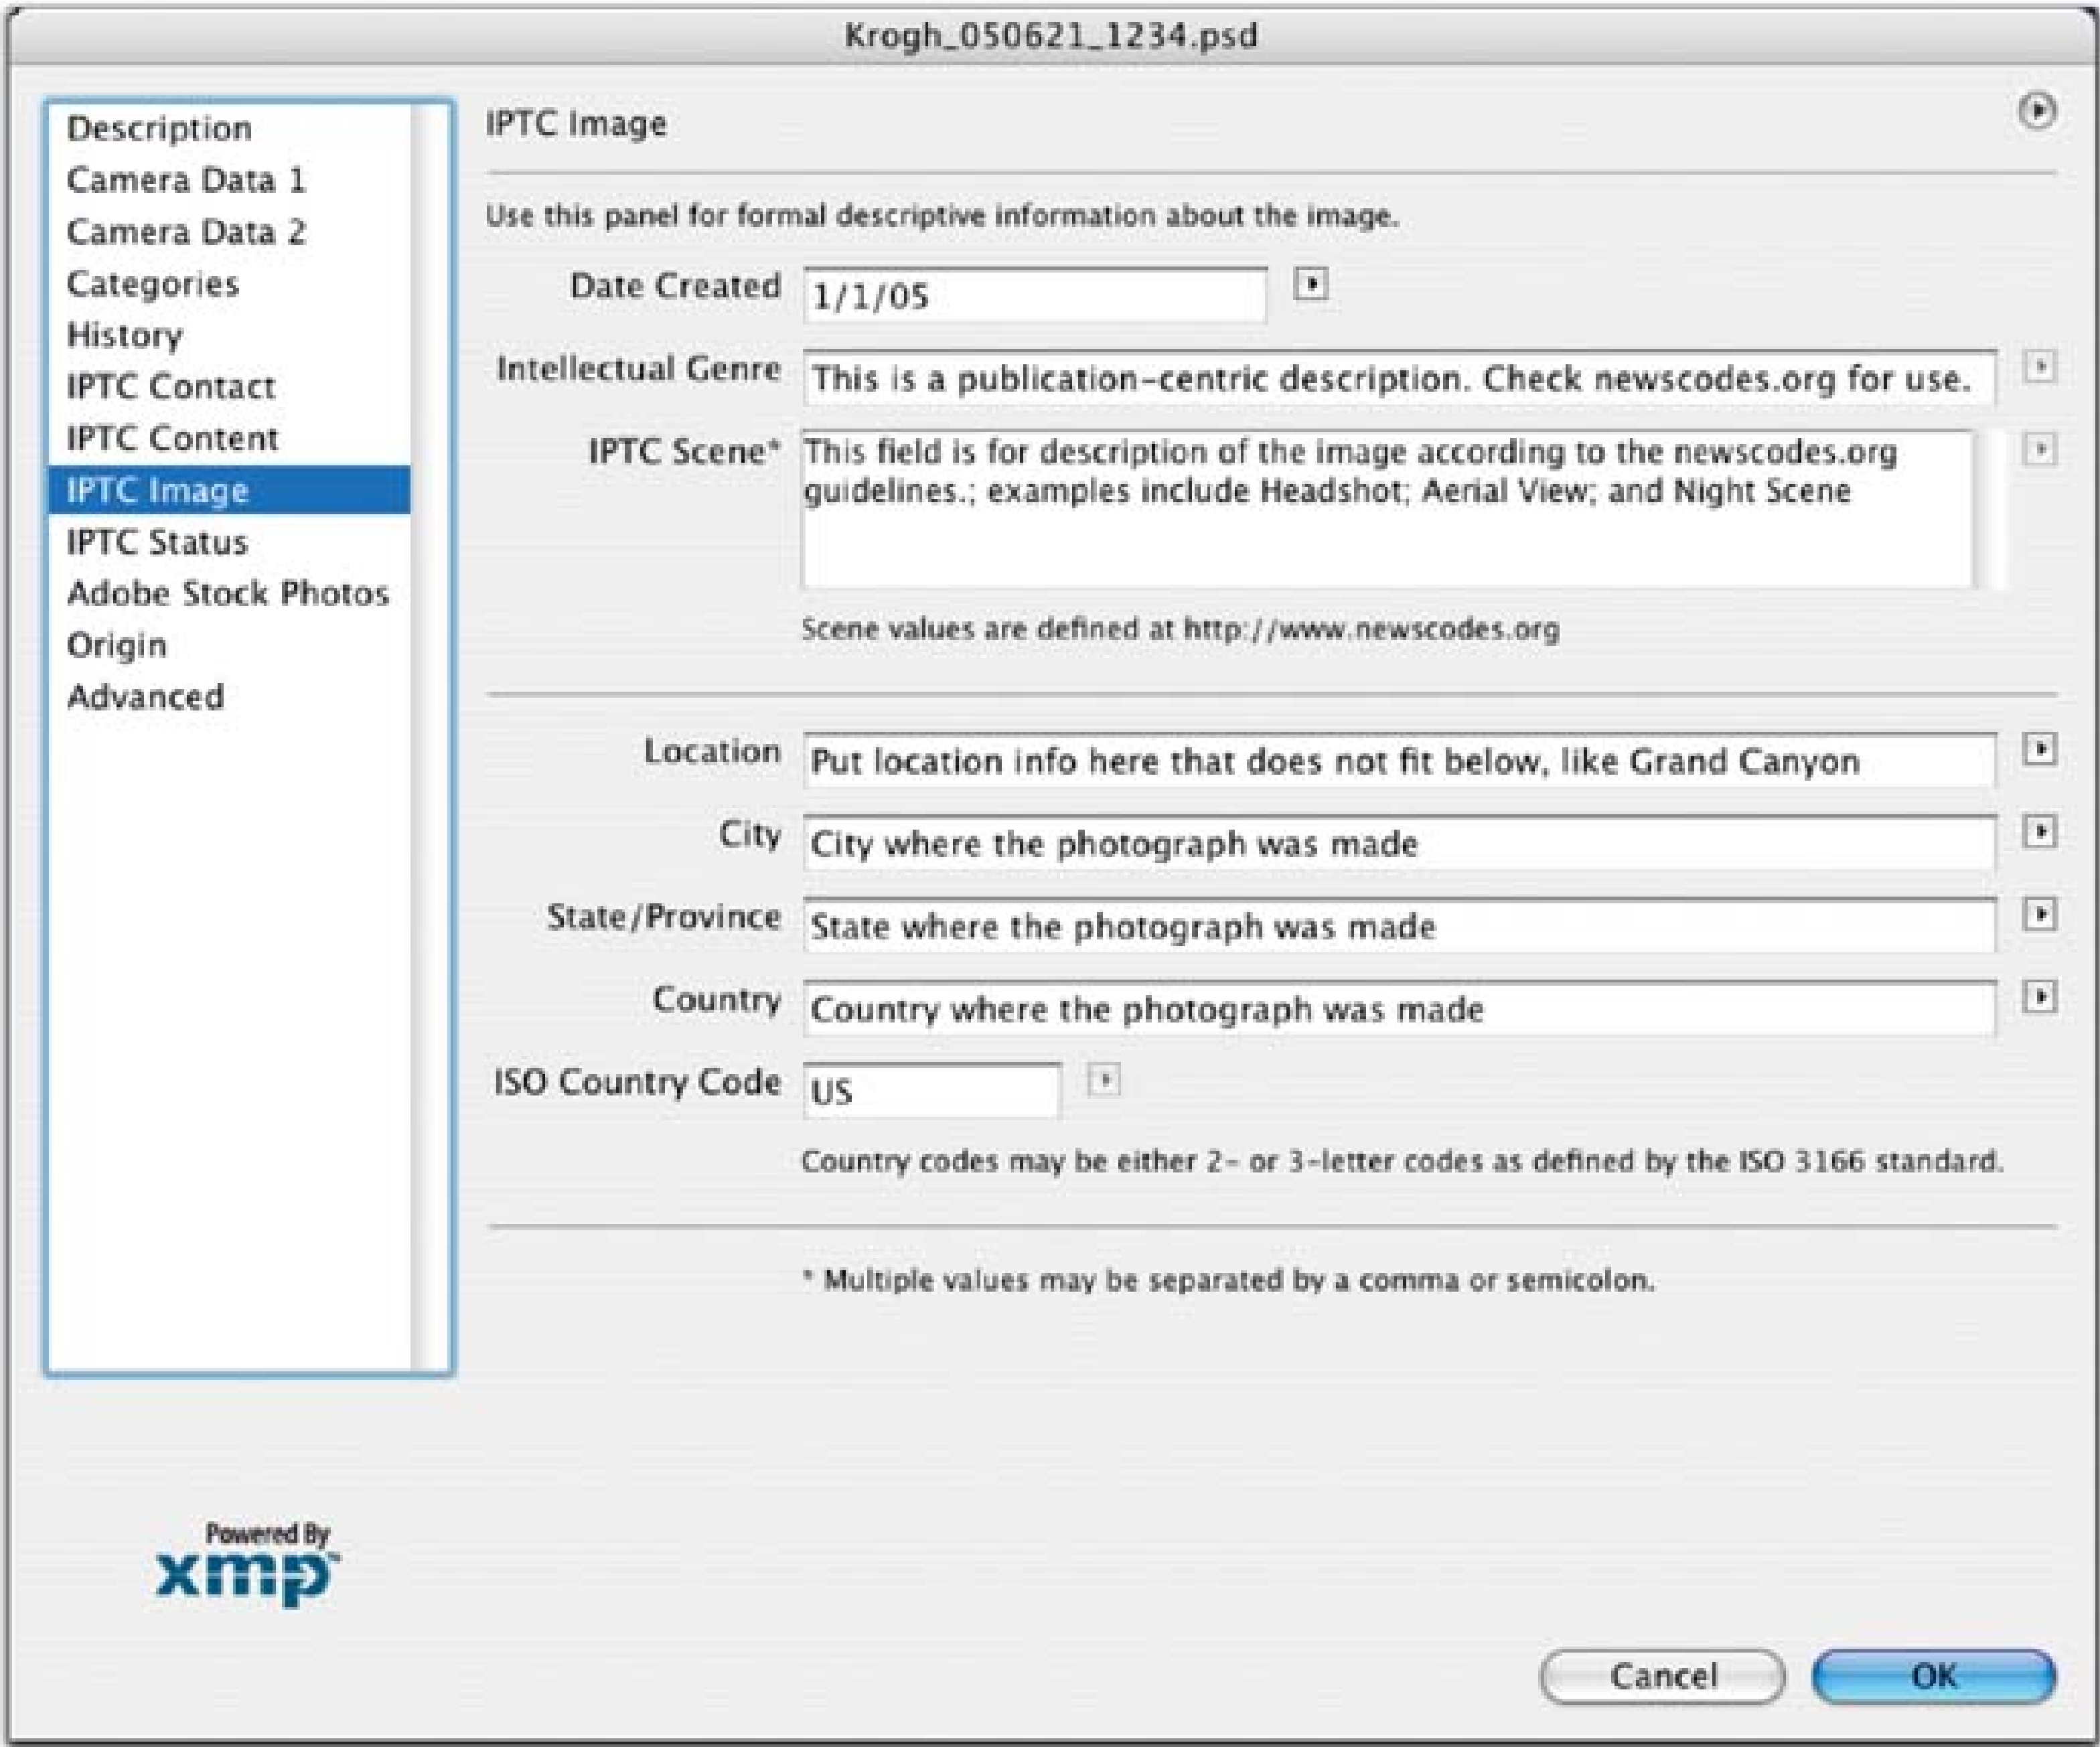 Krogh_050621_1234.psd
Description
Camera Data 1
Camera Data 2
Categories
History
IPTC Contact
IPTC Content
IPTC Image
IPTC Status
Adobe Stock Photos
Origin
Advanced
Powered By
xmp™
IPTC Image
Use this panel for formal descriptive information about the image.
Date Created 1/1/05
Intellectual Genre This is a publication-centric description. Check newscodes.org for use.
IPTC Scene* This field is for description of the image according to the newscodes.org
guidelines.; examples include Headshot; Aerial View; and Night Scene
Scene values are defined at http://www.newscodes.org
Location Put location info here that does not fit below, like Grand Canyon
City City where the photograph was made
State/Province State where the photograph was made
Country Country where the photograph was made
ISO Country Code US
Country codes may be either 2- or 3-letter codes as defined by the ISO 3166 standard.
* Multiple values may be separated by a comma or semicolon.
Cancel OK